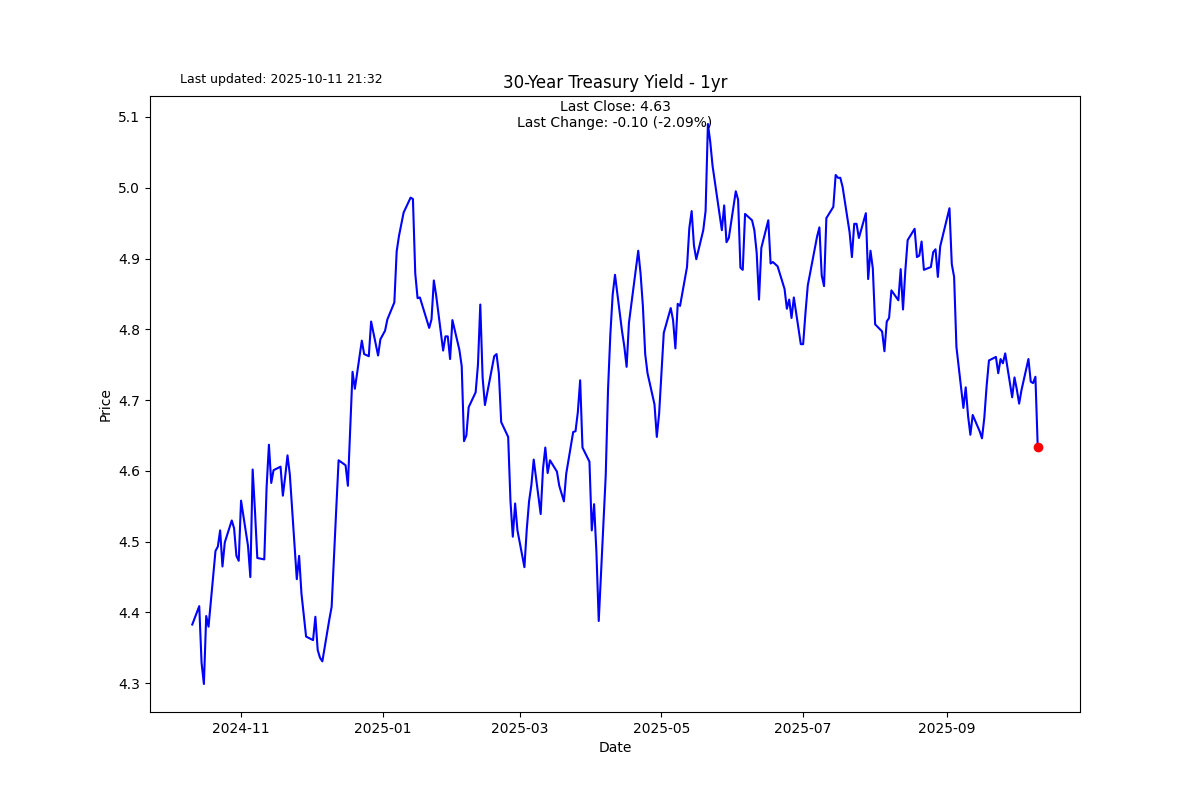 Last updated: 2025-10-11 21:32
30-Year Treasury Yield - 1yr
Last Close: 4.63
Last Change: -0.10 (-2.09%)
5.1
5.0
4.9
4.8
4.7
4.6
4.5
4.4
4.3
Price
2024-11 2025-01 2025-03 2025-05 2025-07 2025-09
Date